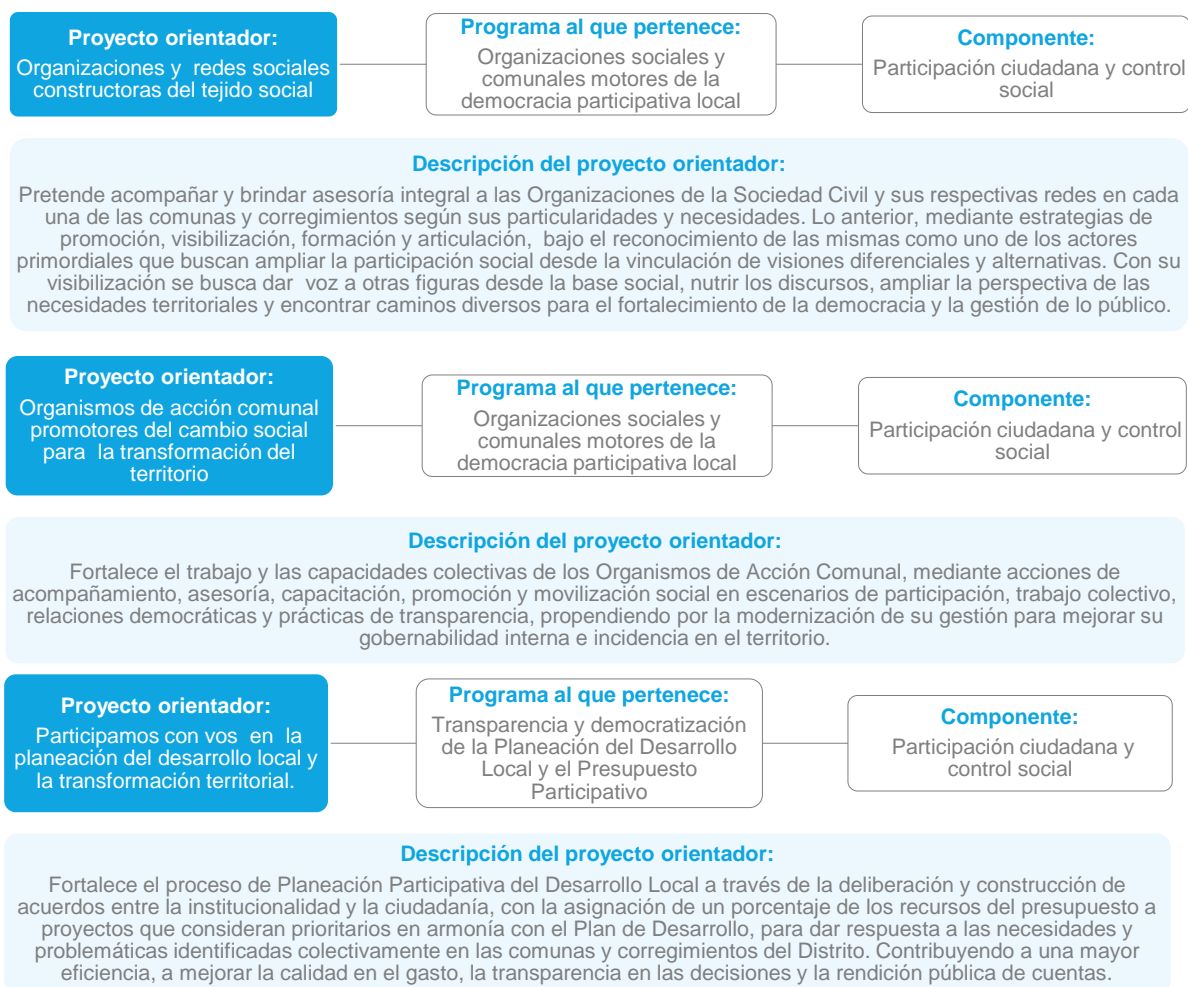 Proyecto orientador:
Organizaciones y redes sociales
constructoras del tejido social
Programa al que pertenece:
Organizaciones sociales y
comunales motores de la
democracia participativa local
Componente:
Participación ciudadana y control
social
Descripción del proyecto orientador:
Pretende acompañar y brindar asesoría integral a las Organizaciones de la Sociedad Civil y sus respectivas redes en cada
una de las comunas y corregimientos según sus particularidades y necesidades. Lo anterior, mediante estrategias de
promoción, visibilización, formación y articulación, bajo el reconocimiento de las mismas como uno de los actores
primordiales que buscan ampliar la participación social desde la vinculación de visiones diferenciales y alternativas. Con su
visibilización se busca dar voz a otras figuras desde la base social, nutrir los discursos, ampliar la perspectiva de las
necesidades territoriales y encontrar caminos diversos para el fortalecimiento de la democracia y la gestión de lo público.
Proyecto orientador:
Organismos de acción comunal
promotores del cambio social
para la transformación del
territorio
Programa al que pertenece:
Organizaciones sociales y
comunales motores de la
democracia participativa local
Componente:
Participación ciudadana y control
social
Descripción del proyecto orientador:
Fortalece el trabajo y las capacidades colectivas de los Organismos de Acción Comunal, mediante acciones de
acompañamiento, asesoría, capacitación, promoción y movilización social en escenarios de participación, trabajo colectivo,
relaciones democráticas y prácticas de transparencia, propendiendo por la modernización de su gestión para mejorar su
gobernabilidad interna e incidencia en el territorio.
Proyecto orientador:
Participamos con vos en la
planeación del desarrollo local y
la transformación territorial.
Programa al que pertenece:
Transparencia y democratización
de la Planeación del Desarrollo
Local y el Presupuesto
Participativo
Componente:
Participación ciudadana y
control social
Descripción del proyecto orientador:
Fortalece el proceso de Planeación Participativa del Desarrollo Local a través de la deliberación y construcción de
acuerdos entre la institucionalidad y la ciudadanía, con la asignación de un porcentaje de los recursos del presupuesto a
proyectos que consideran prioritarios en armonía con el Plan de Desarrollo, para dar respuesta a las necesidades y
problemáticas identificadas colectivamente en las comunas y corregimientos del Distrito. Contribuyendo a una mayor
eficiencia, a mejorar la calidad en el gasto, la transparencia en las decisiones y la rendición pública de cuentas.